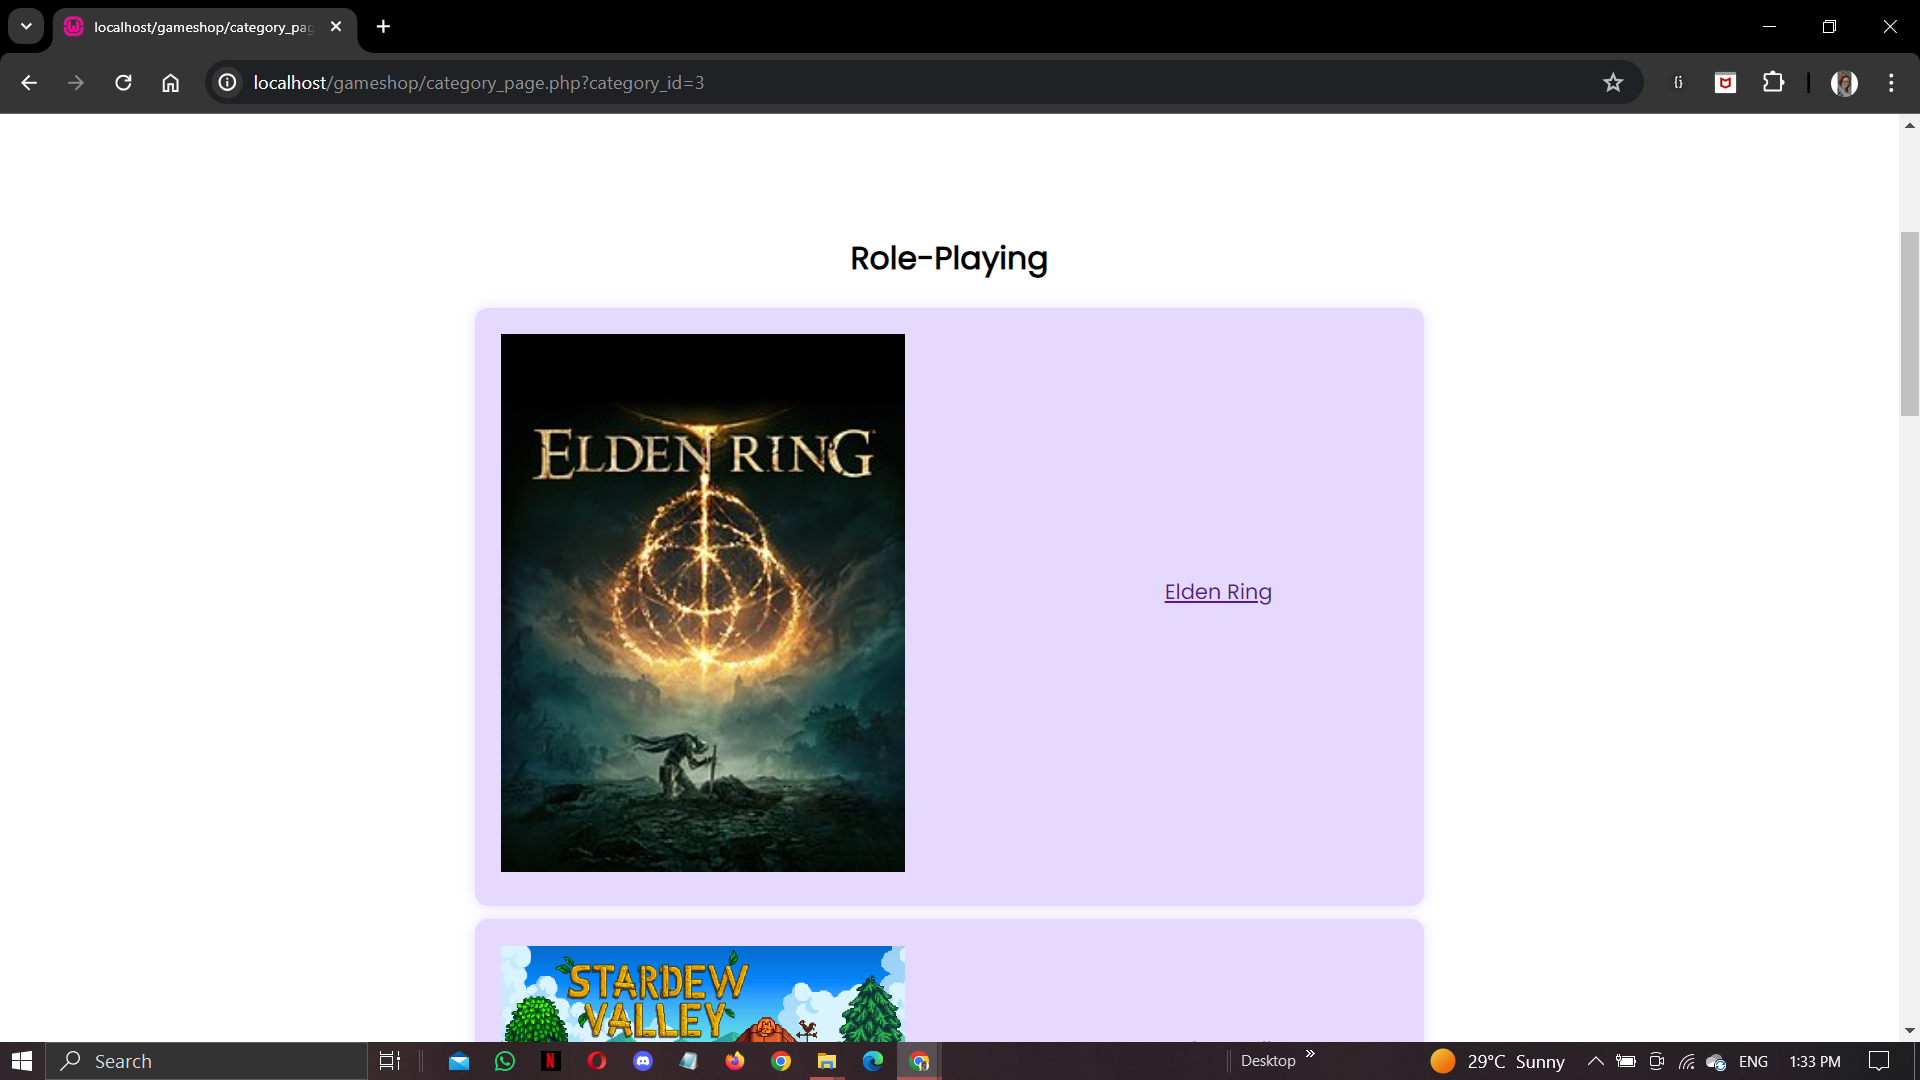 localhost/gameshop/category_pag
localhost/gameshop/category_page.php?category_id=3
Role-Playing
ELDEN RING
Elden Ring
STARDEW
VALLEY
Search
Desktop
29°C Sunny
ENG
1:33 PM